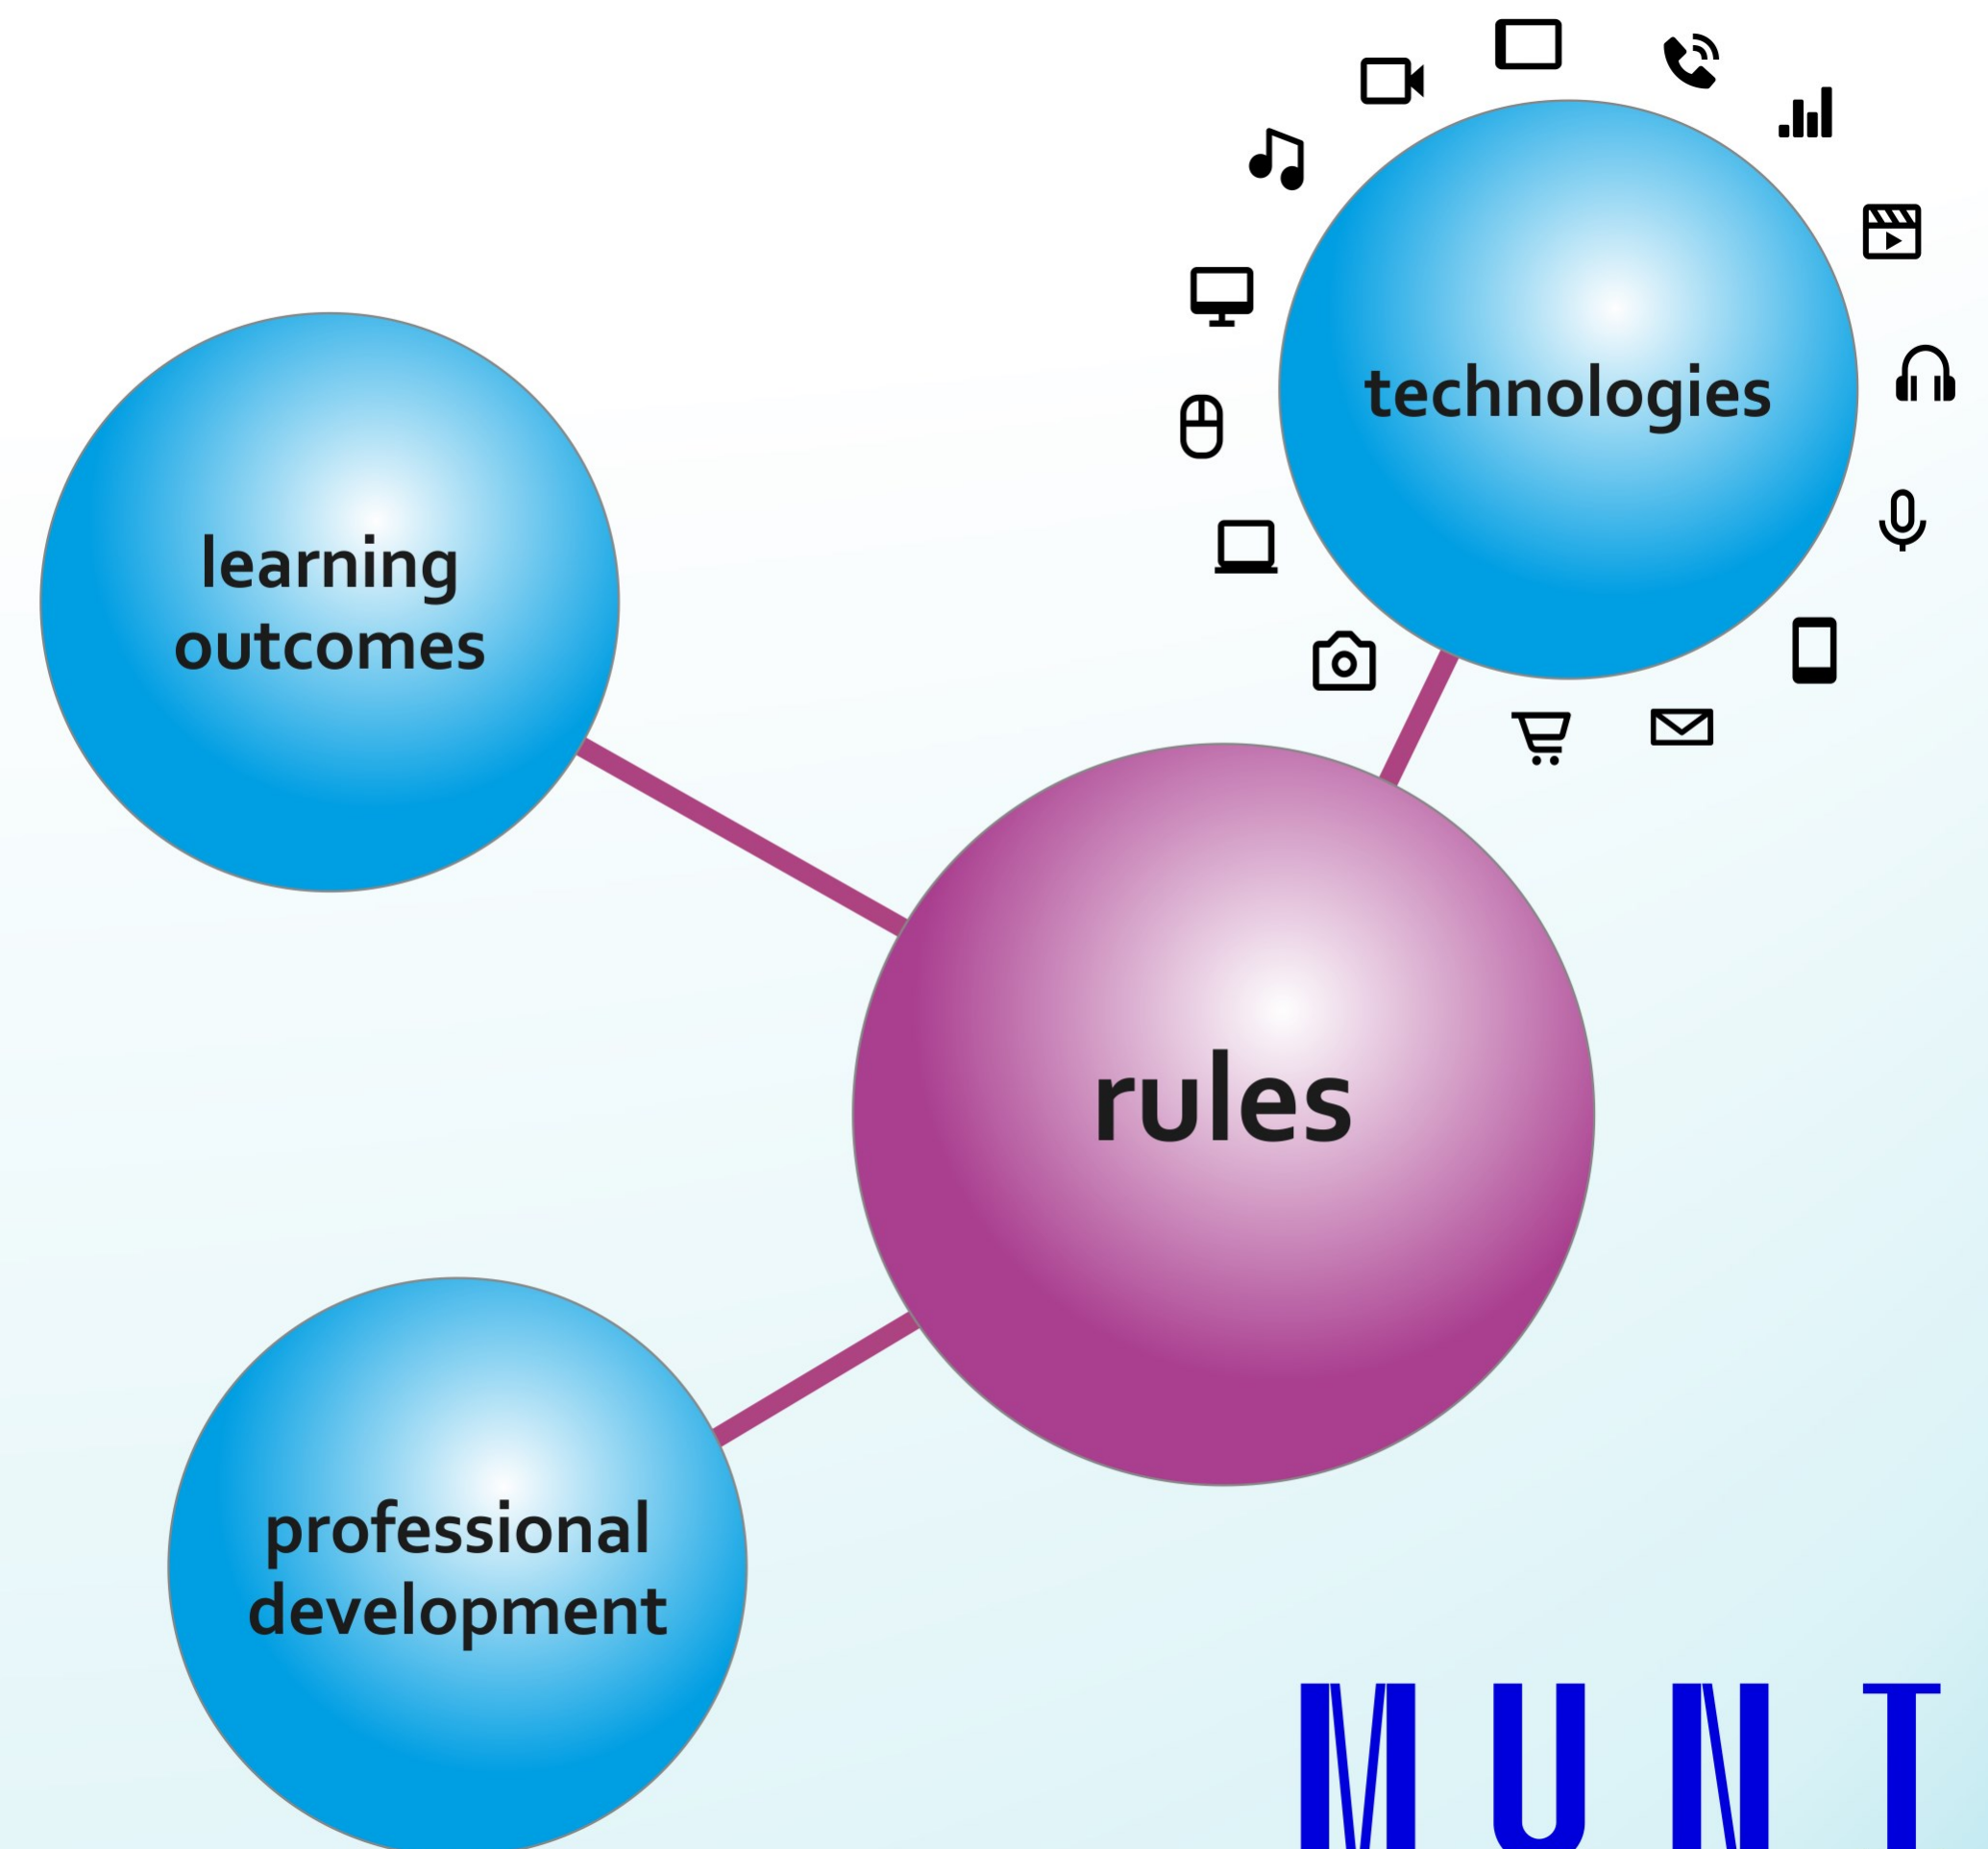 technologies
learning
outcomes
rules
professional
development
MUNT